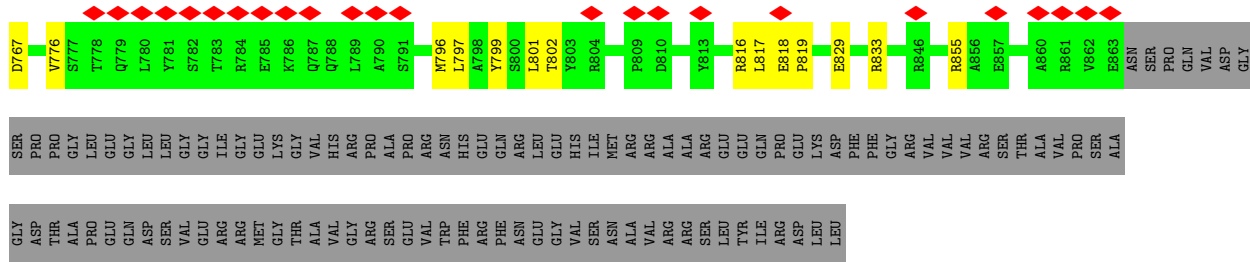 D767 V776 S777 T778 Q779 L780 Y781 S782 T783 R784 E785 K786 Q787 Q788 L789 A790 S791 M796 L797 A798 Y799 S800 L801 T802 Y803 R804 P809 D810 Y813 R816 L817 E818 P819 E829 R833 R846 R855 A856 E857 A860 R861 V862 E863 ASN SER PRO GLN VAL ASP GLY
SER PRO PRO GLY LEU GLU GLY LEU LEU GLY GLY ILE GLY GLU LYS GLY VAL HIS ARG PRO ALA PRO ARG ASN HIS GLU GLN ARG LEU GLU HIS ILE MET ARG ARG ALA ALA ARG GLU GLU TYR GLN PRO GLU LYS ASP PHE PHE GLY ARG VAL VAL VAL ARG SER THR ALA VAL PRO SER ALA
GLY ASP THR ALA PRO GLU GLN ASP SER VAL GLU ARG ARG MET GLY THR ALA VAL GLY ARG SER GLU VAL TRP PHE ARG PHE ASN GLU GLY VAL SER ASN ALA VAL ARG ARG SER LEU TYR ILE ARG ASP LEU LEU